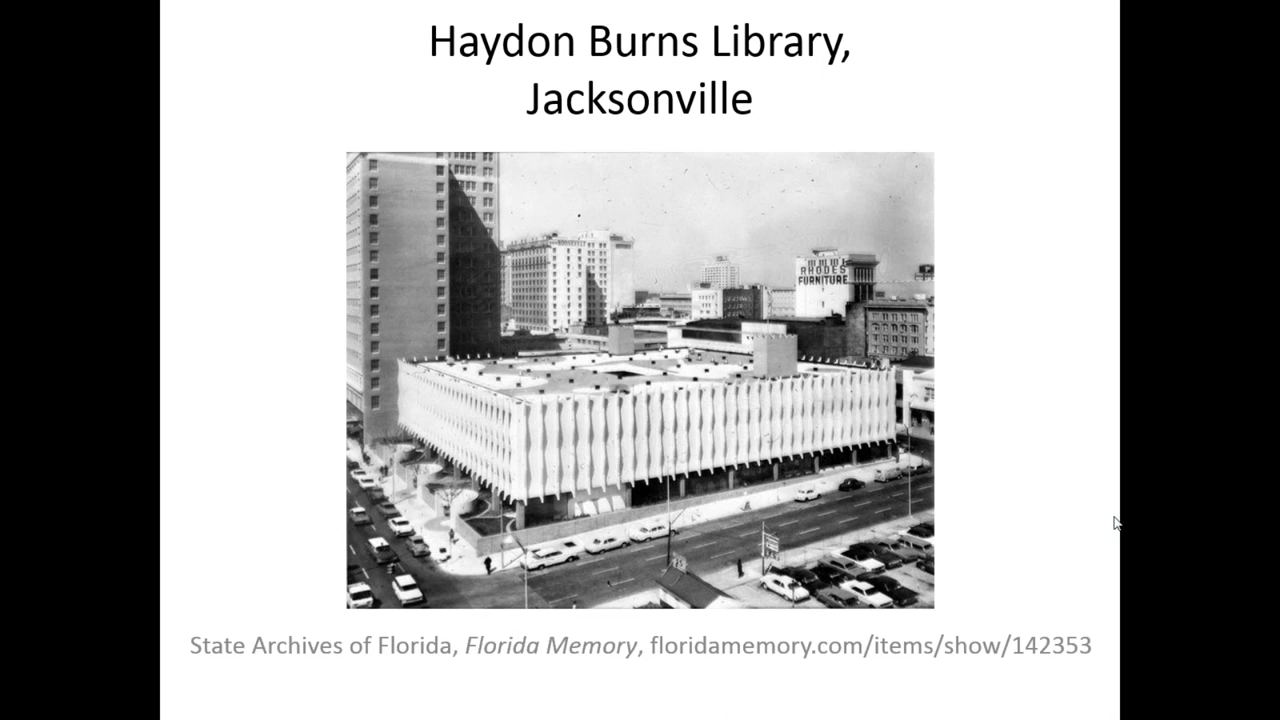 Haydon Burns Library,
Jacksonville
RHODES
FURNITURE
State Archives of Florida, Florida Memory, floridamemory.com/items/show/142353